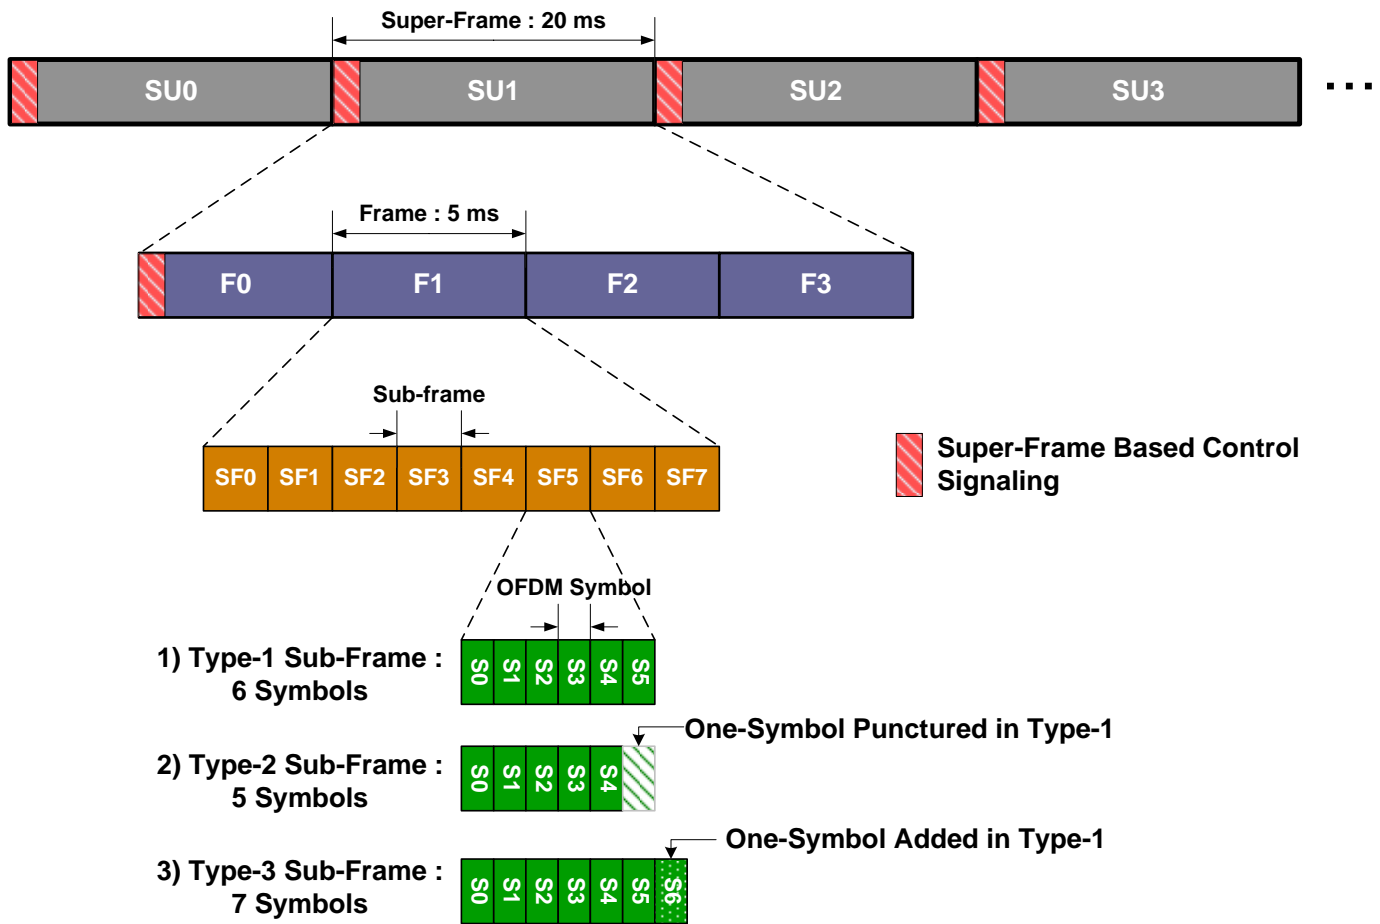 Super-Frame : 20 ms
SU0 SU1 SU2 SU3 ...
Frame : 5 ms
F0 F1 F2 F3
Sub-frame
SF0 SF1 SF2 SF3 SF4 SF5 SF6 SF7
Super-Frame Based Control
Signaling
OFDM Symbol
1) Type-1 Sub-Frame :
6 Symbols
S0 S1 S2 S3 S4 S5
One-Symbol Punctured in Type-1
2) Type-2 Sub-Frame :
5 Symbols
S0 S1 S2 S3 S4
One-Symbol Added in Type-1
3) Type-3 Sub-Frame :
7 Symbols
S0 S1 S2 S3 S4 S5 S6